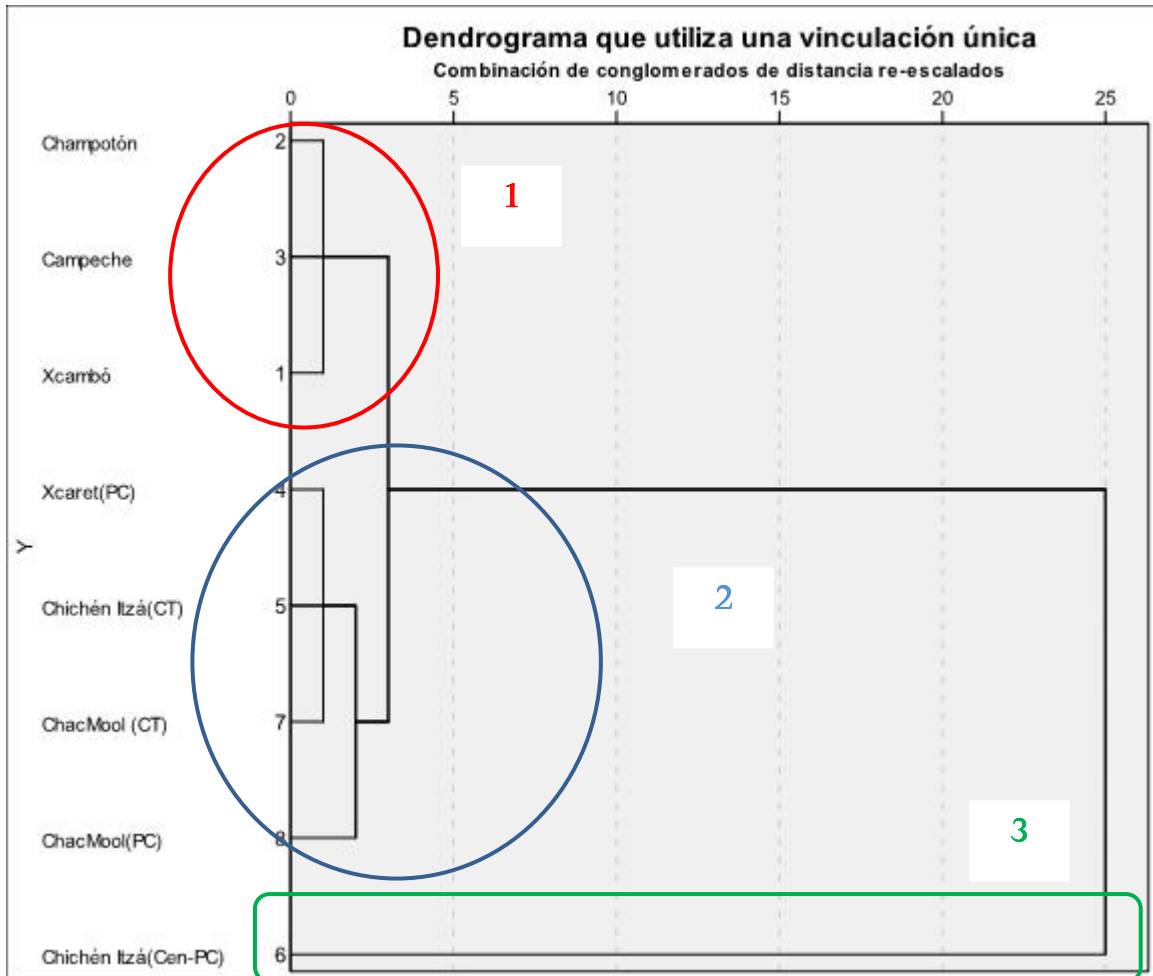 Dendrograma que utiliza una vinculación única
Combinación de conglomerados de distancia re-escalados
0 5 10 15 20 25
Champotón 2
1
Campeche 3
Xcambó 1
Xcaret(PC) 4
Y
Chichén Itzá(CT) 5
2
ChacMool (CT) 7
ChacMool(PC) 8
3
Chichén Itzá(Cen-PC) 6